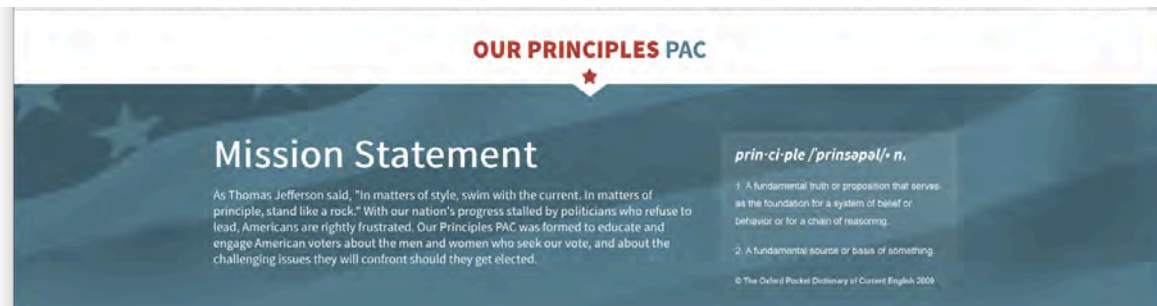 OUR PRINCIPLES PAC
Mission Statement
As Thomas Jefferson said, "In matters of style, swim with the current. In matters of
principle, stand like a rock." With our nation's progress stalled by politicians who refuse to
lead, Americans are rightly frustrated. Our Principles PAC was formed to educate and
engage American voters about the men and women who seek our vote, and about the
challenging issues they will confront should they get elected.
prin·ci·ple /ˈprinsəpəl/• n.
1. A fundamental truth or proposition that serves
as the foundation for a system of belief or
behavior or for a chain of reasoning.
2. A fundamental source or basis of something.
© The Oxford Pocket Dictionary of Current English 2009